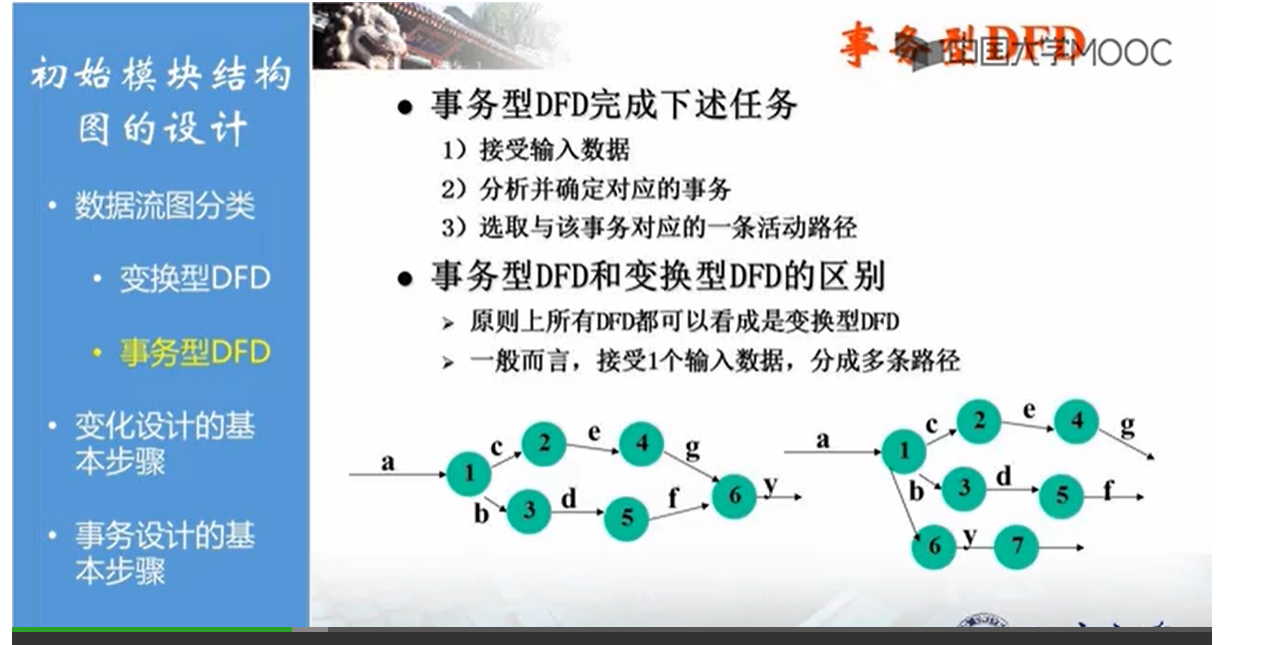 初始模块结构
图的设计
• 数据流图分类
• 变换型DFD
• 事务型DFD
• 变化设计的基
本步骤
• 事务设计的基
本步骤
事务型DFD
中国大学MOOC
● 事务型DFD完成下述任务
1）接受输入数据
2）分析并确定对应的事务
3）选取与该事务对应的一条活动路径
● 事务型DFD和变换型DFD的区别
➢ 原则上所有DFD都可以看成是变换型DFD
➢ 一般而言，接受1个输入数据，分成多条路径
a 1 c 2 e 4 g
b 3 d 5 f 6 y
a 1 c 2 e 4 g
b 3 d 5 f
6 y 7